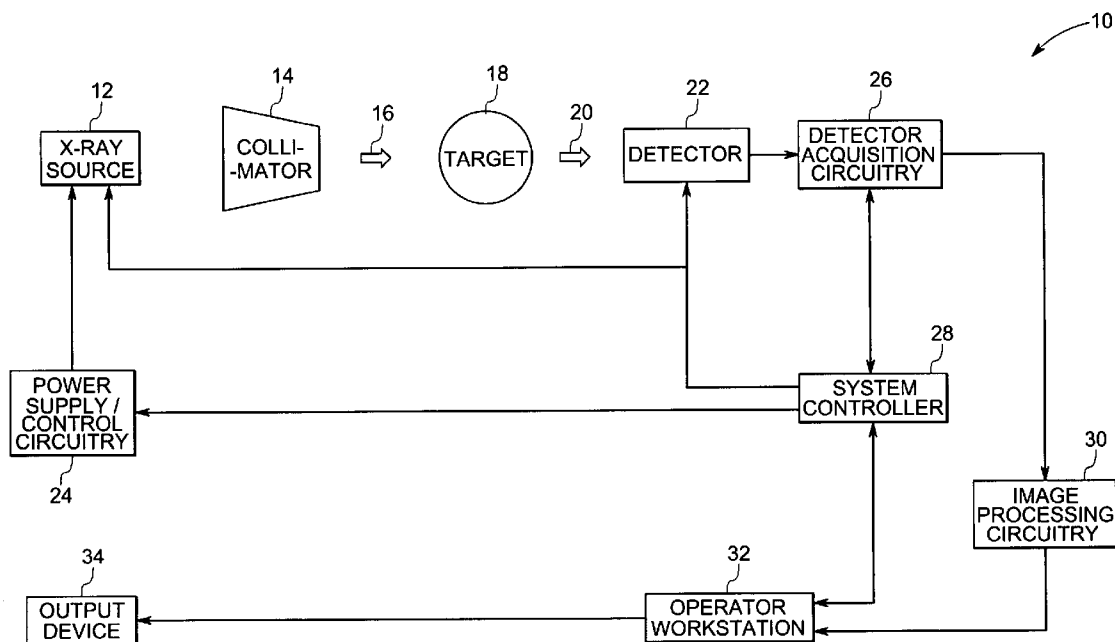 10
12
14
16
18
20
22
26
X-RAY
SOURCE
COLLI-
-MATOR
TARGET
DETECTOR
DETECTOR
ACQUISITION
CIRCUITRY
28
SYSTEM
CONTROLLER
POWER
SUPPLY /
CONTROL
CIRCUITRY
24
30
IMAGE
PROCESSING
CIRCUITRY
32
OPERATOR
WORKSTATION
34
OUTPUT
DEVICE